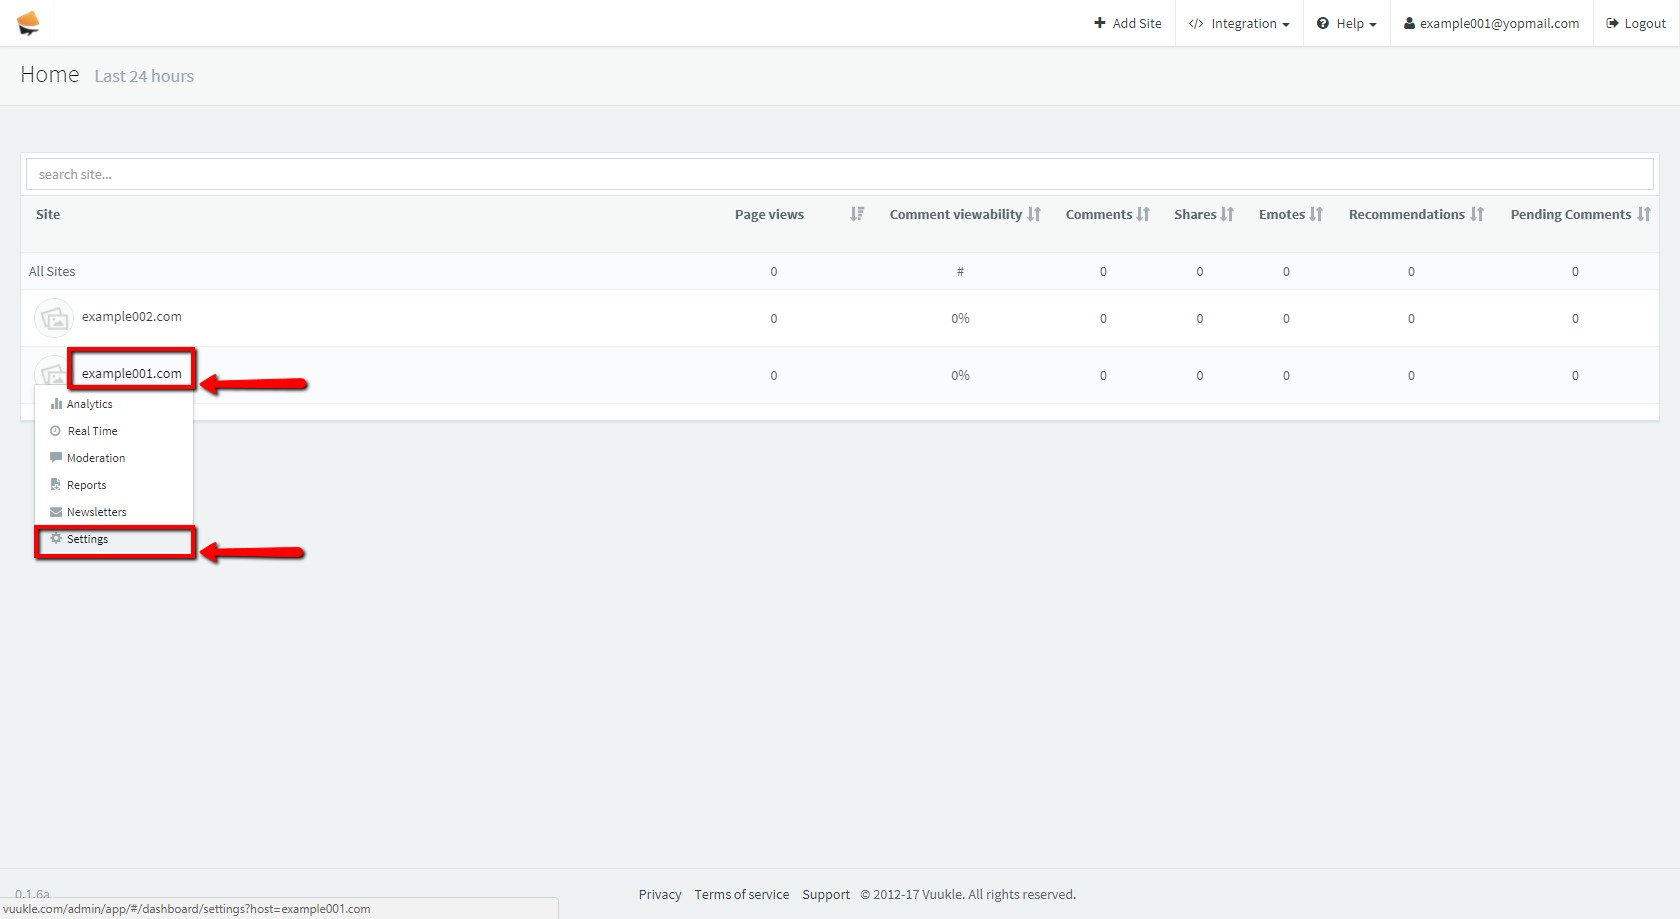 Add Site
Integration
Help
example001@yopmail.com
Logout
Home Last 24 hours
search site...
Site Page views Comment viewability Comments Shares Emotes Recommendations Pending Comments
All Sites 0 # 0 0 0 0 0
example002.com 0 0% 0 0 0 0 0
example001.com 0 0% 0 0 0 0 0
Analytics
Real Time
Moderation
Reports
Newsletters
Settings
0.1.6a
Privacy Terms of service Support © 2012-17 Vuukle. All rights reserved.
vuukle.com/admin/app/#/dashboard/settings?host=example001.com